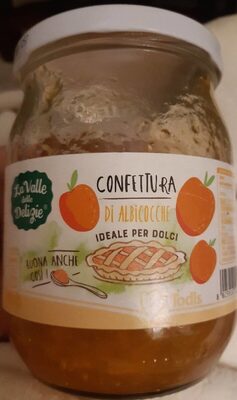 La Valle
delle
Delizie
CONFETTURA
DI ALBICOCCHE
IDEALE PER DOLCI
BUONA ANCHE
COSÌ!
Todis